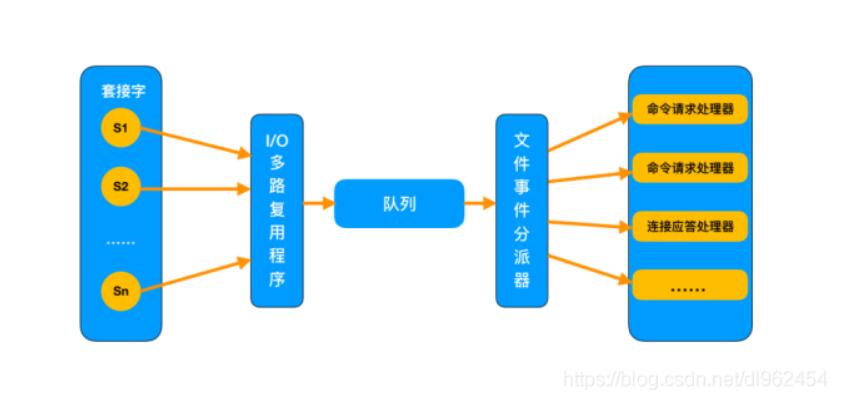 套接字
S1
S2
......
Sn
I/O多路复用程序
队列
文件事件分派器
命令请求处理器
命令请求处理器
连接应答处理器
......
https://blog.csdn.net/dl962454